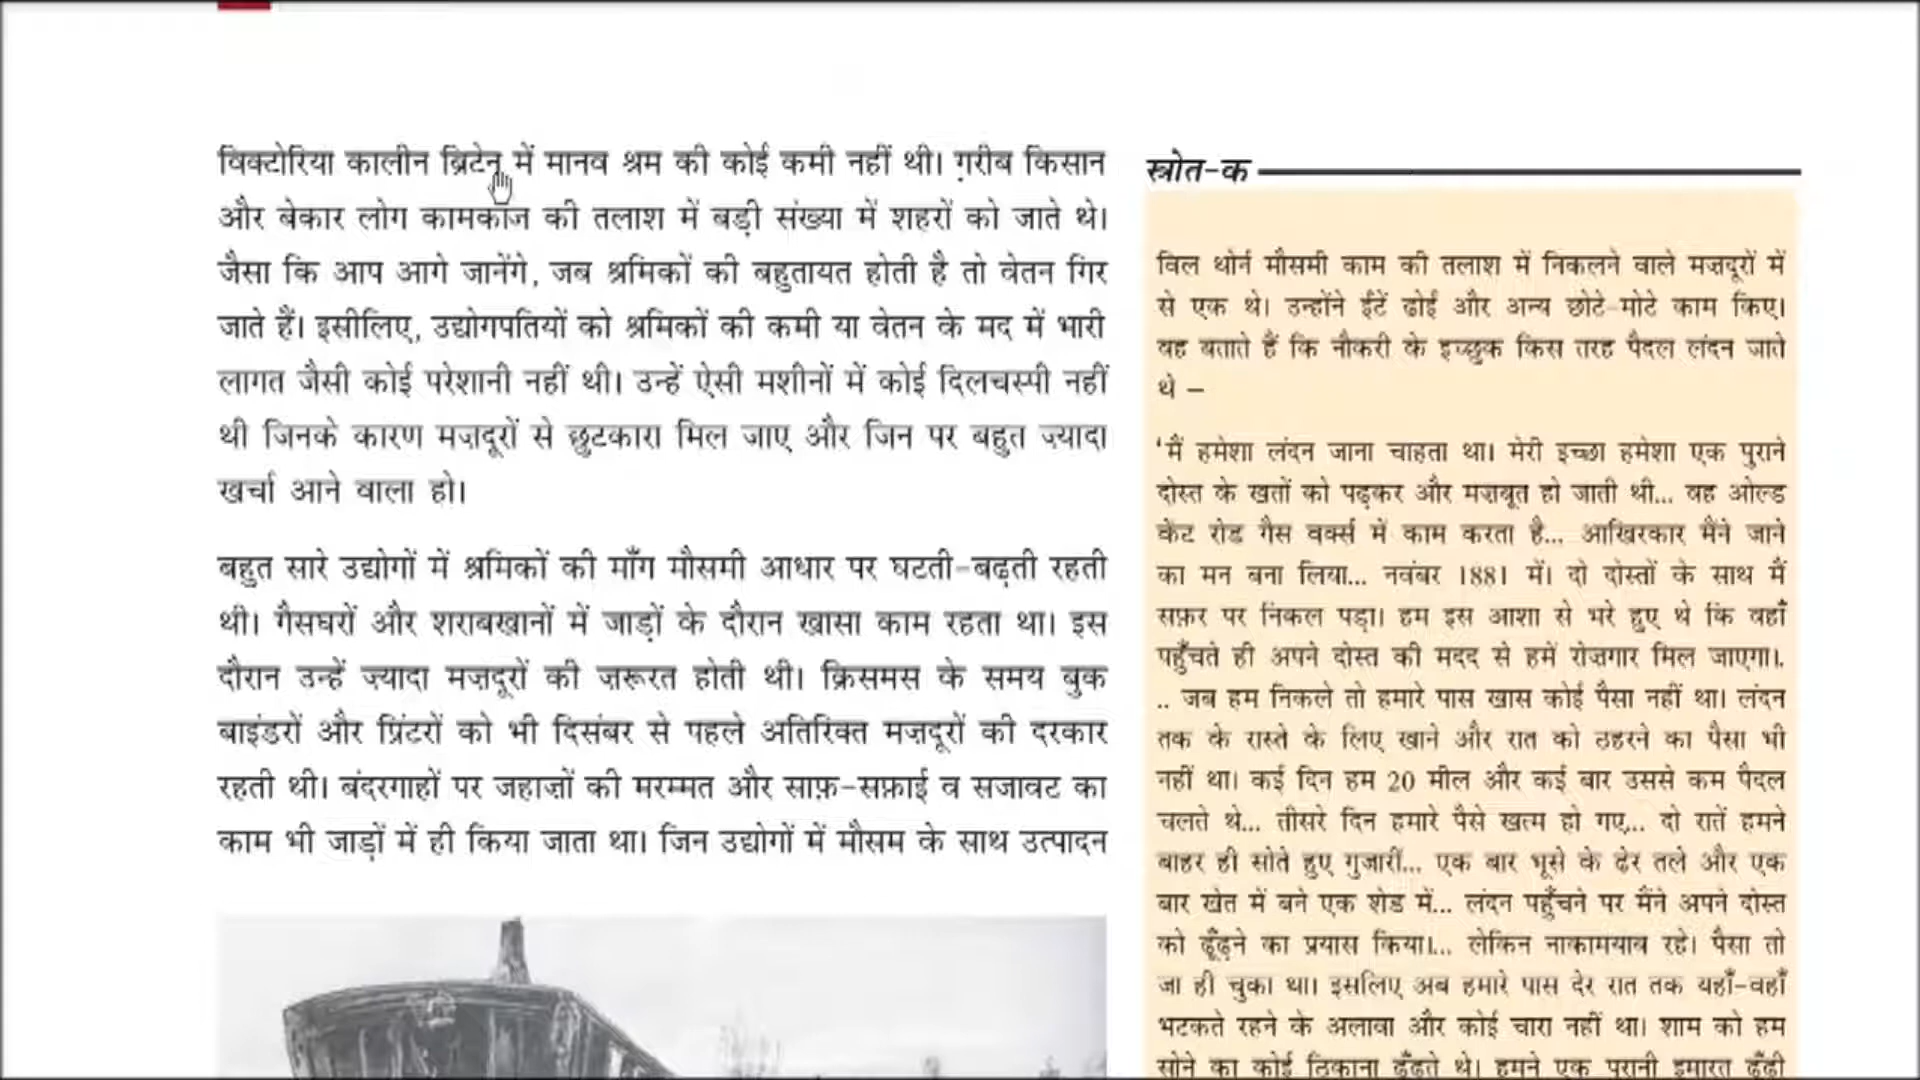 विक्टोरिया कालीन ब्रिटेन में मानव श्रम की कोई कमी नहीं थी। ग़रीब किसान
और बेकार लोग कामकाज की तलाश में बड़ी संख्या में शहरों को जाते थे।
जैसा कि आप आगे जानेंगे, जब श्रमिकों की बहुतायत होती है तो वेतन गिर
जाते हैं। इसीलिए, उद्योगपतियों को श्रमिकों की कमी या वेतन के मद में भारी
लागत जैसी कोई परेशानी नहीं थी। उन्हें ऐसी मशीनों में कोई दिलचस्पी नहीं
थी जिनके कारण मज़दूरों से छुटकारा मिल जाए और जिन पर बहुत ज़्यादा
खर्चा आने वाला हो।
बहुत सारे उद्योगों में श्रमिकों की माँग मौसमी आधार पर घटती-बढ़ती रहती
थी। गैसघरों और शराबखानों में जाड़ों के दौरान खासा काम रहता था। इस
दौरान उन्हें ज़्यादा मज़दूरों की ज़रूरत होती थी। क्रिसमस के समय बुक
बाइंडरों और प्रिंटरों को भी दिसंबर से पहले अतिरिक्त मज़दूरों की दरकार
रहती थी। बंदरगाहों पर जहाज़ों की मरम्मत और साफ़-सफ़ाई व सजावट का
काम भी जाड़ों में ही किया जाता था। जिन उद्योगों में मौसम के साथ उत्पादन
स्त्रोत-क
विल थोर्न मौसमी काम की तलाश में निकलने वाले मज़दूरों में
से एक थे। उन्होंने ईंटें ढोईं और अन्य छोटे-मोटे काम किए।
वह बताते हैं कि नौकरी के इच्छुक किस तरह पैदल लंदन जाते
थे –
'मैं हमेशा लंदन जाना चाहता था। मेरी इच्छा हमेशा एक पुराने
दोस्त के खतों को पढ़कर और मज़बूत हो जाती थी... वह ओल्ड
केंट रोड गैस वर्क्स में काम करता है... आखिरकार मैंने जाने
का मन बना लिया... नवंबर 1881 में। दो दोस्तों के साथ मैं
सफ़र पर निकल पड़ा। हम इस आशा से भरे हुए थे कि वहाँ
पहुँचते ही अपने दोस्त की मदद से हमें रोज़गार मिल जाएगा।.
.. जब हम निकले तो हमारे पास खास कोई पैसा नहीं था। लंदन
तक के रास्ते के लिए खाने और रात को ठहरने का पैसा भी
नहीं था। कई दिन हम 20 मील और कई बार उससे कम पैदल
चलते थे... तीसरे दिन हमारे पैसे खत्म हो गए... दो रातें हमने
बाहर ही सोते हुए गुजारीं... एक बार भूसे के ढेर तले और एक
बार खेत में बने एक शेड में... लंदन पहुँचने पर मैंने अपने दोस्त
को ढूँढ़ने का प्रयास किया।... लेकिन नाकामयाब रहे। पैसा तो
जा ही चुका था। इसलिए अब हमारे पास देर रात तक यहाँ-वहाँ
भटकते रहने के अलावा और कोई चारा नहीं था। शाम को हम
सोने का कोई ठिकाना ढूँढ़ते थे। हमने एक पुरानी इमारत ढूँढ़ी